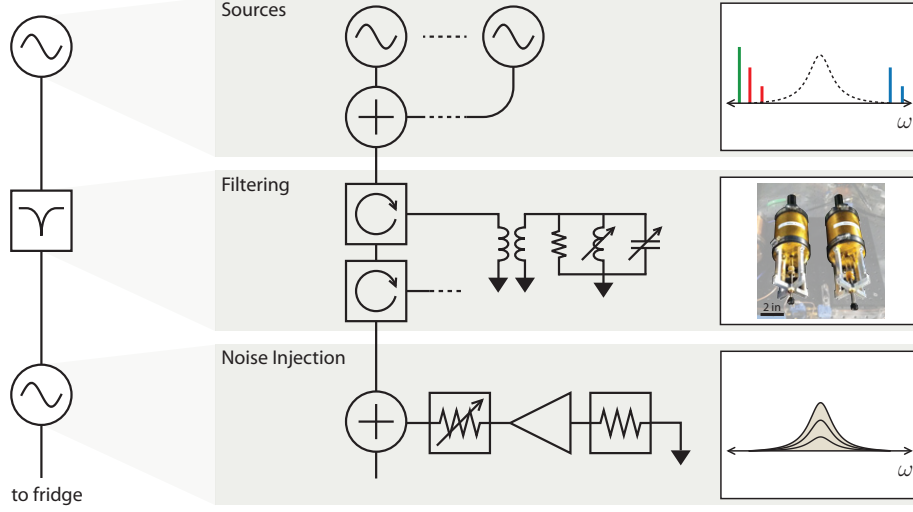 Sources
ω
Filtering
2 in
Noise Injection
ω
to fridge